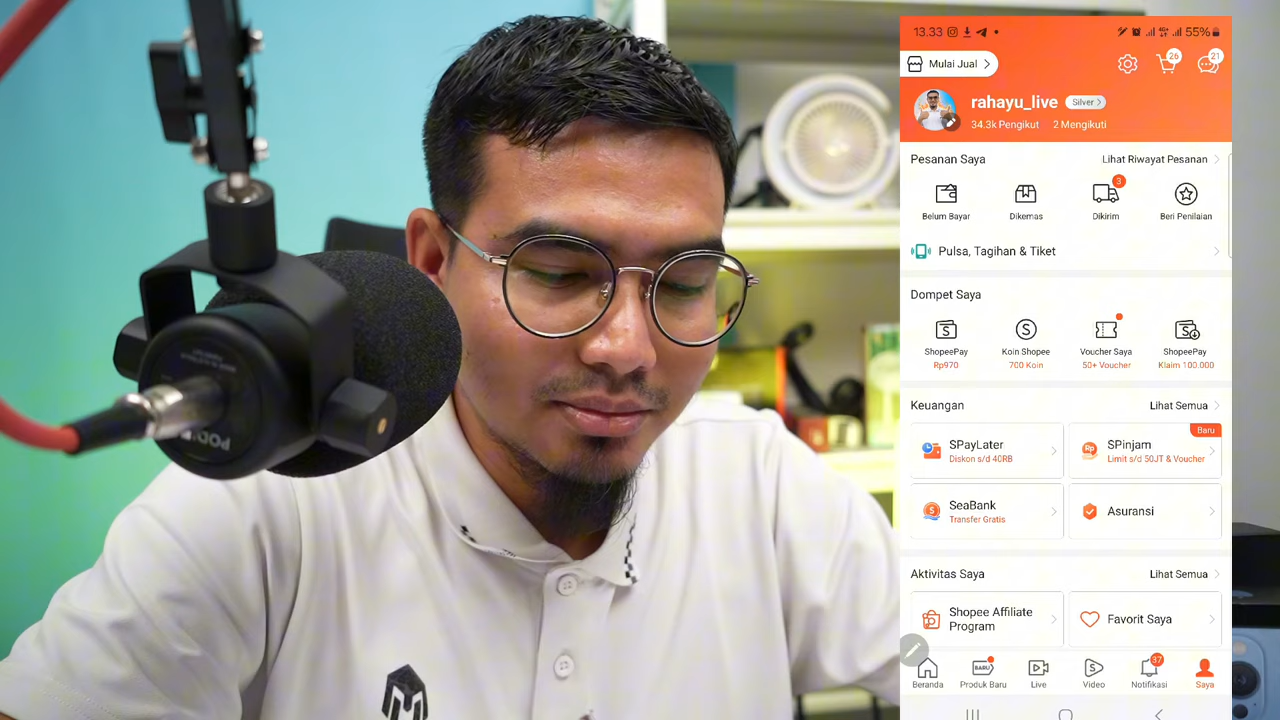 13.33
55%
Mulai Jual
26
21
rahayu_live
Silver
34.3k Pengikut 2 Mengikuti
Pesanan Saya Lihat Riwayat Pesanan
3
Belum Bayar Dikemas Dikirim Beri Penilaian
Pulsa, Tagihan & Tiket
Dompet Saya
ShopeePay Koin Shopee Voucher Saya ShopeePay
Rp970 700 Koin 50+ Voucher Klaim 100.000
Keuangan Lihat Semua
Baru
SPayLater SPinjam
Diskon s/d 40RB Limit s/d 50JT & Voucher
SeaBank Asuransi
Transfer Gratis
Aktivitas Saya Lihat Semua
Shopee Affiliate
Program
Favorit Saya
BARU
37
Beranda Produk Baru Live Video Notifikasi Saya